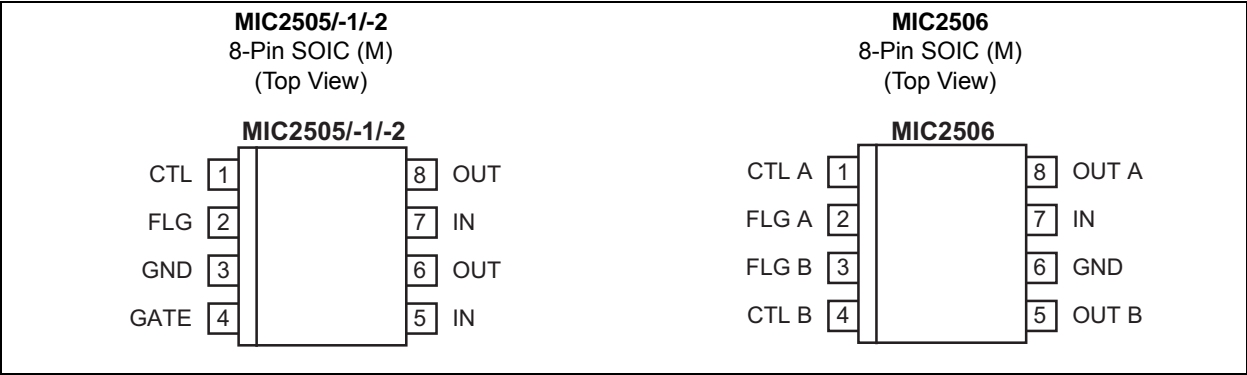 MIC2505/-1/-2
8-Pin SOIC (M)
(Top View)
MIC2505/-1/-2
CTL 1 8 OUT
FLG 2 7 IN
GND 3 6 OUT
GATE 4 5 IN
MIC2506
8-Pin SOIC (M)
(Top View)
MIC2506
CTL A 1 8 OUT A
FLG A 2 7 IN
FLG B 3 6 GND
CTL B 4 5 OUT B